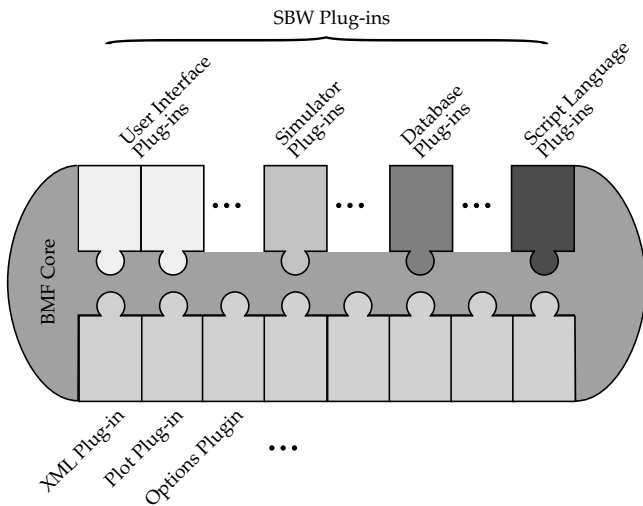 SBW Plug-ins
User Interface
Plug-ins
Simulator
Plug-ins
Database
Plug-ins
Script Language
Plug-ins
...
...
...
BMF Core
XML Plug-in
Plot Plug-in
Options Plugin
...